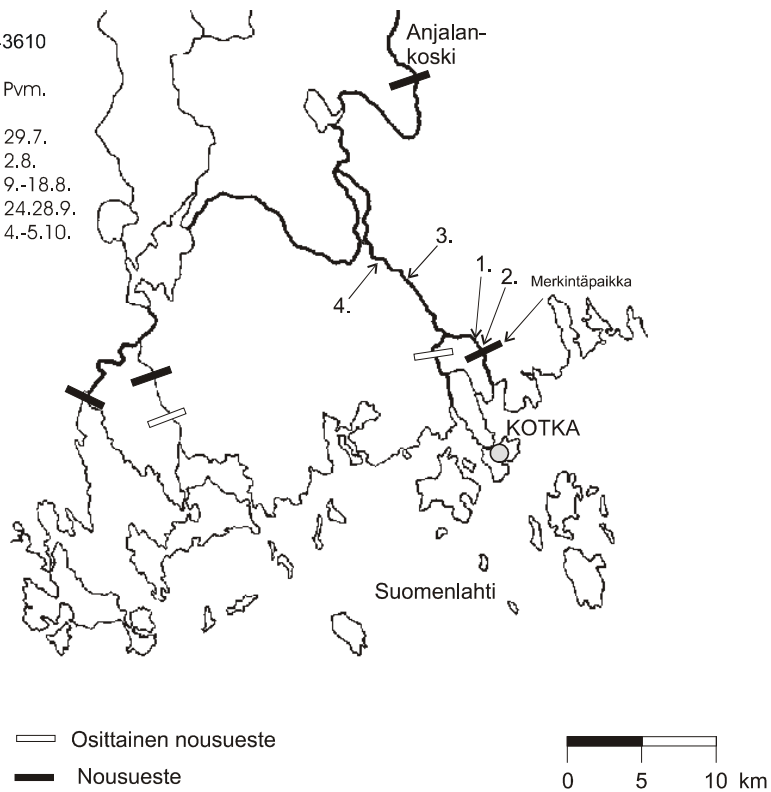 3610
Pvm.
29.7.
2.8.
9.-18.8.
24.28.9.
4.-5.10.
Anjalan-
koski
3.
1.
2.
Merkintäpaikka
4.
KOTKA
Suomenlahti
Osittainen nousueste
Nousueste
0 5 10 km